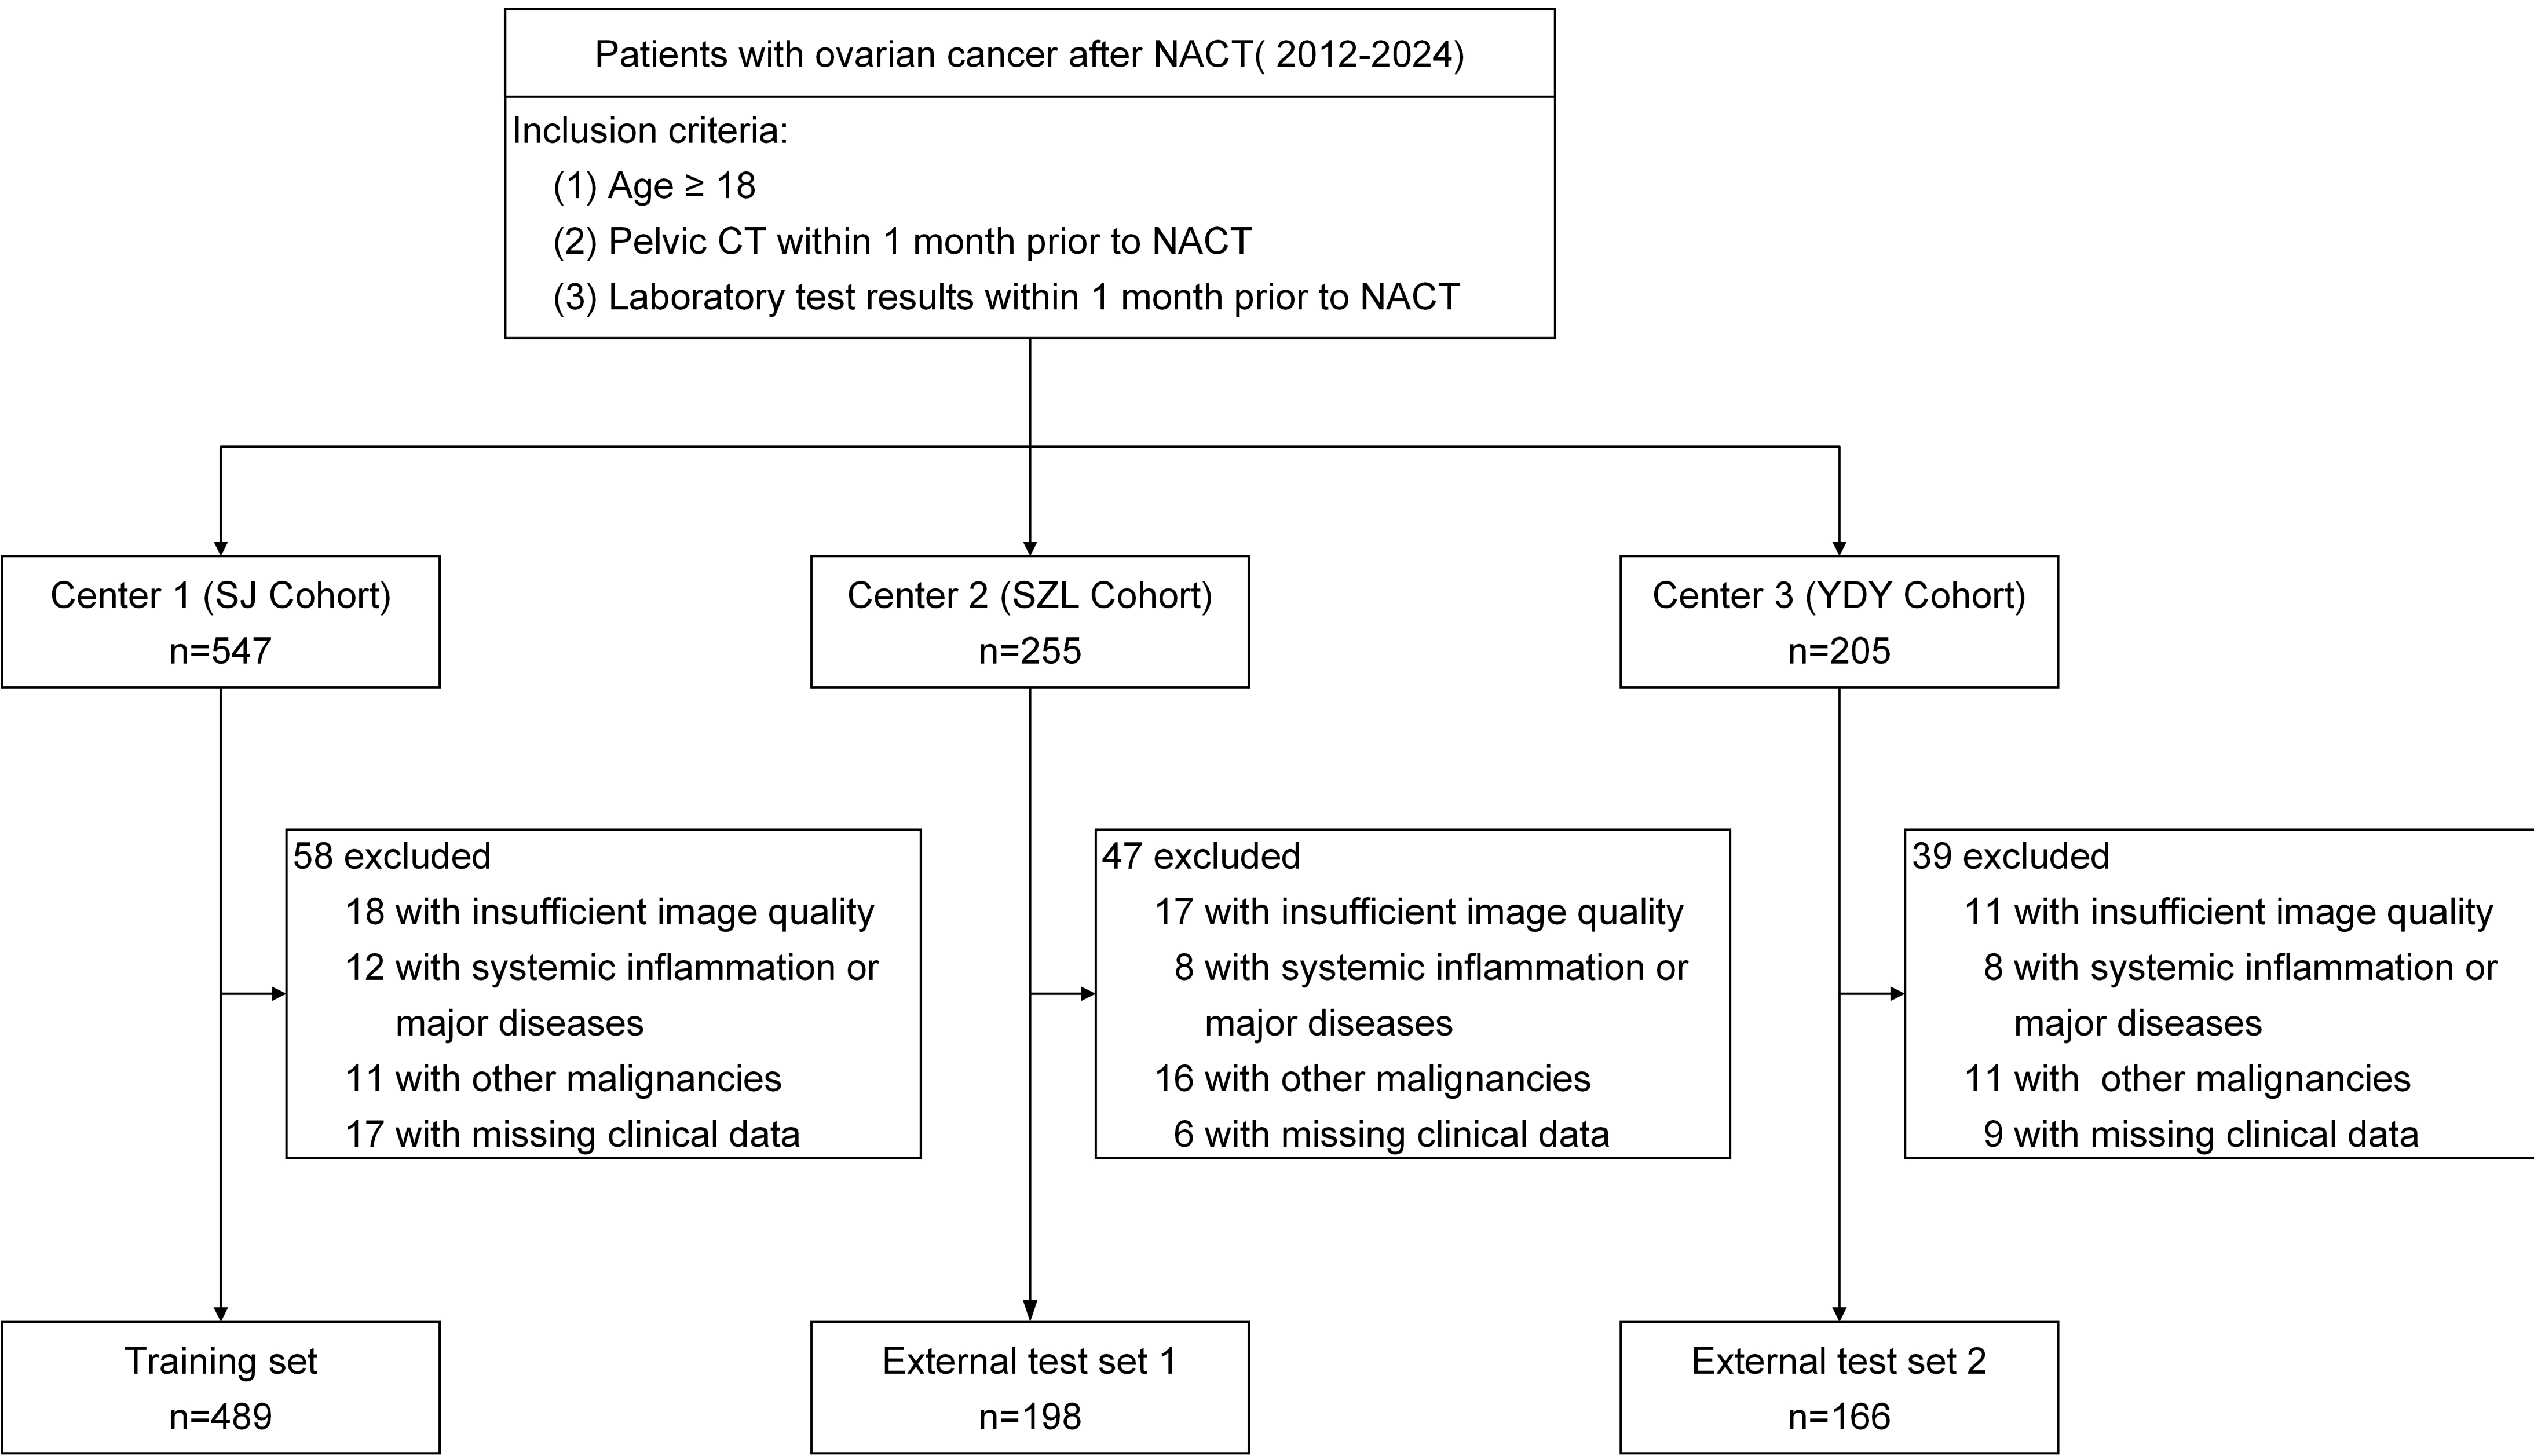 Patients with ovarian cancer after NACT( 2012-2024)
Inclusion criteria:
(1) Age ≥ 18
(2) Pelvic CT within 1 month prior to NACT
(3) Laboratory test results within 1 month prior to NACT
Center 1 (SJ Cohort)
n=547
Center 2 (SZL Cohort)
n=255
Center 3 (YDY Cohort)
n=205
58 excluded
18 with insufficient image quality
12 with systemic inflammation or
major diseases
11 with other malignancies
17 with missing clinical data
47 excluded
17 with insufficient image quality
8 with systemic inflammation or
major diseases
16 with other malignancies
6 with missing clinical data
39 excluded
11 with insufficient image quality
8 with systemic inflammation or
major diseases
11 with  other malignancies
9 with missing clinical data
Training set
n=489
External test set 1
n=198
External test set 2
n=166